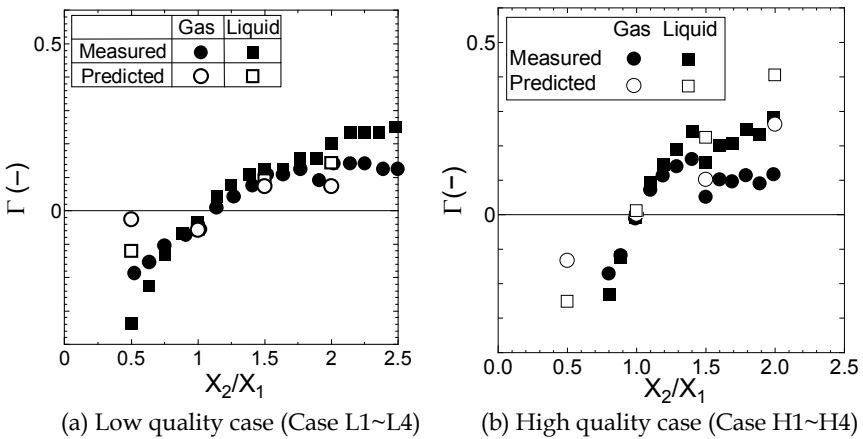 0.5
Gas Liquid
Measured
Predicted
Γ (−)
0
0 0.5 1 1.5 2 2.5
X2/X1
(a) Low quality case (Case L1~L4)
0.5
Gas Liquid
Measured
Predicted
Γ (−)
0
0.0 0.5 1.0 1.5 2.0 2.5
X2/X1
(b) High quality case (Case H1~H4)